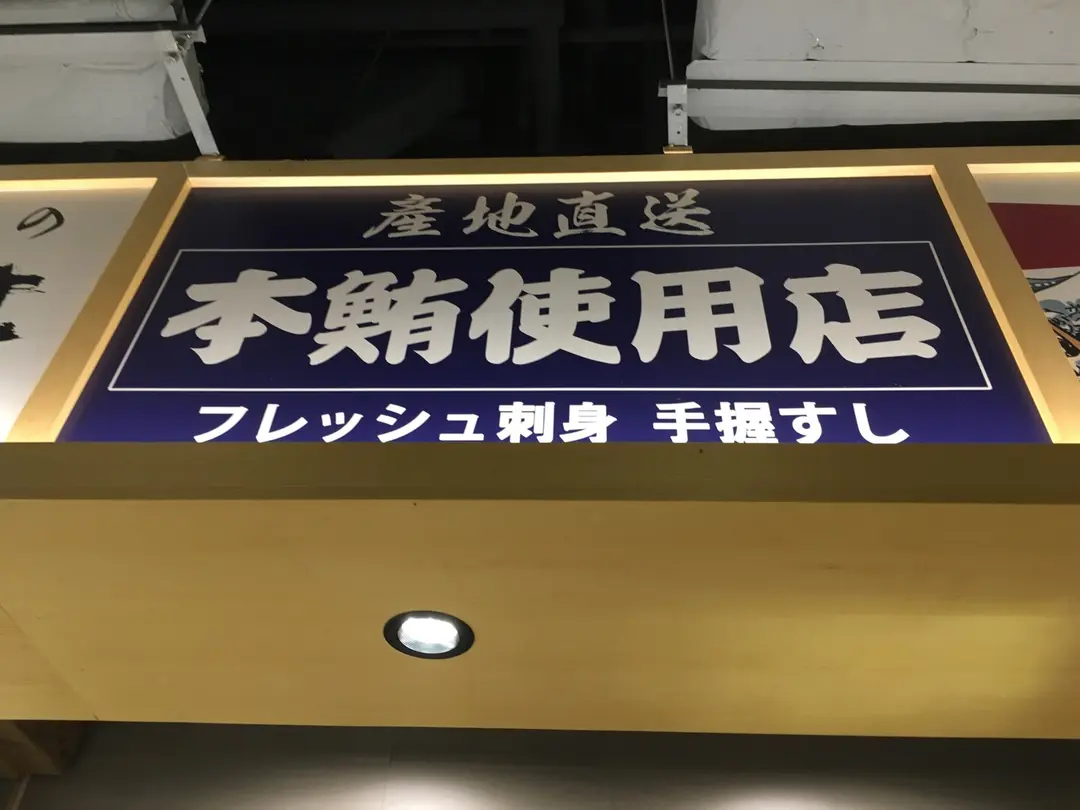 産地直送
本鮪使用店
フレッシュ刺身 手握すし
の